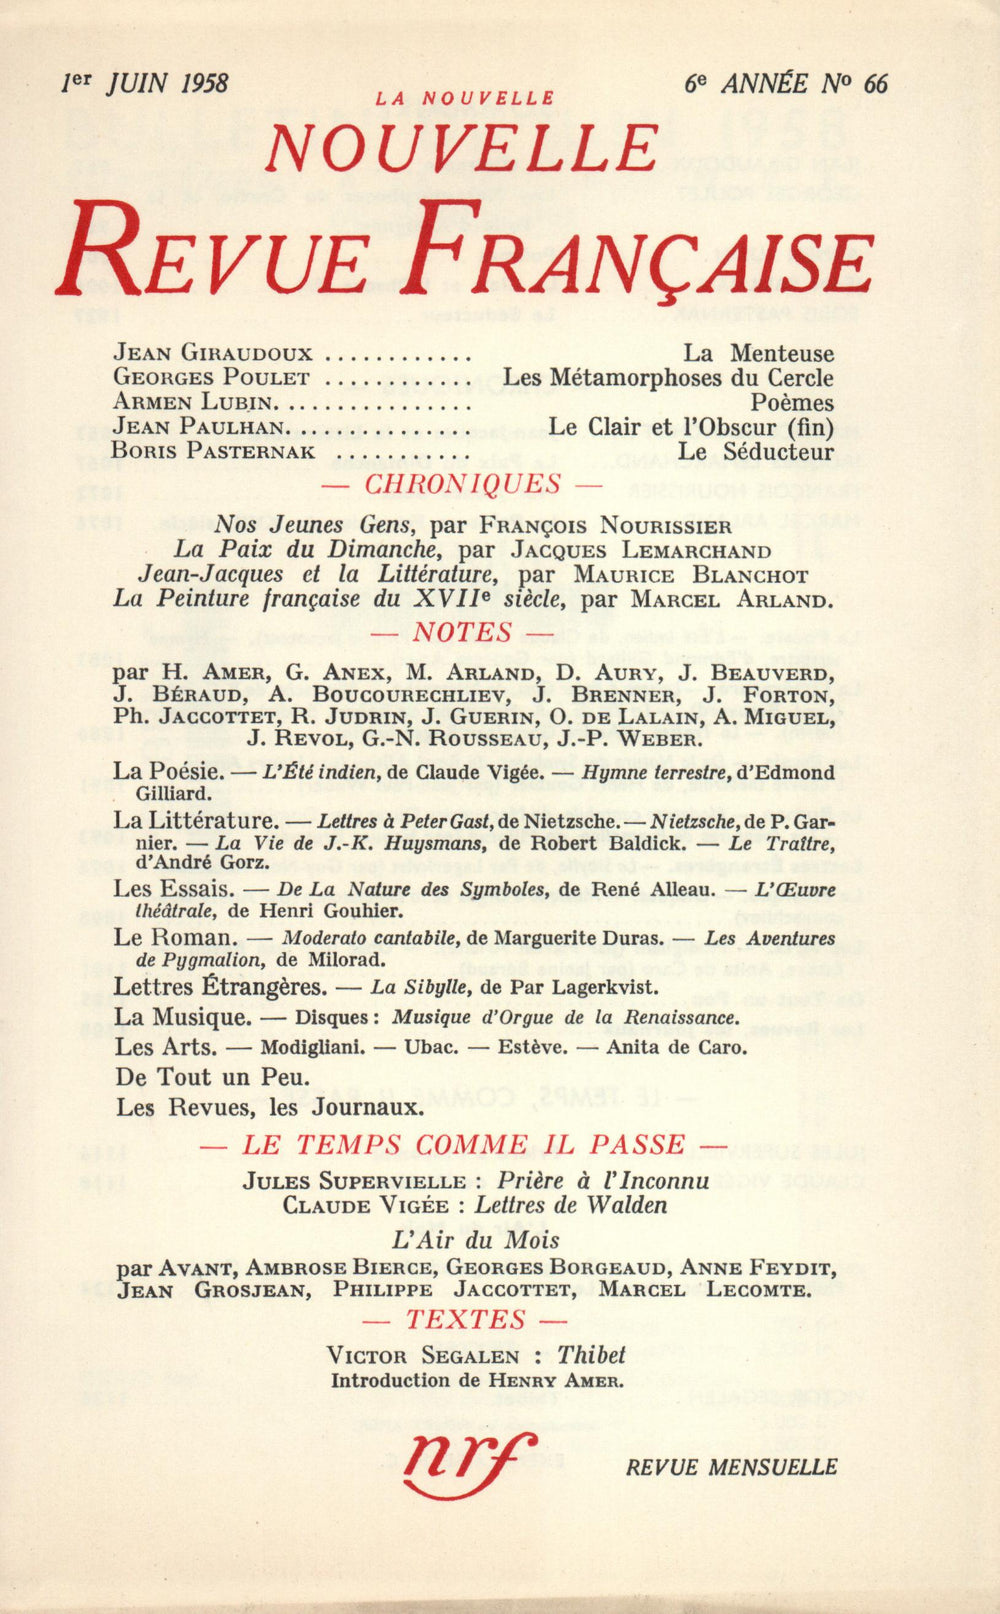 1er JUIN 1958
6e ANNÉE No 66
LA NOUVELLE
NOUVELLE
REVUE FRANÇAISE
JEAN GIRAUDOUX ............ La Menteuse
GEORGES POULET ............ Les Métamorphoses du Cercle
ARMEN LUBIN. ............... Poèmes
JEAN PAULHAN. .............. Le Clair et l'Obscur (fin)
BORIS PASTERNAK ........... Le Séducteur
— CHRONIQUES —
Nos Jeunes Gens, par FRANÇOIS NOURISSIER
La Paix du Dimanche, par JACQUES LEMARCHAND
Jean-Jacques et la Littérature, par MAURICE BLANCHOT
La Peinture française du XVIIe siècle, par MARCEL ARLAND.
— NOTES —
par H. AMER, G. ANEX, M. ARLAND, D. AURY, J. BEAUVERD,
J. BÉRAUD, A. BOUCOURECHLIEV, J. BRENNER, J. FORTON,
Ph. JACCOTTET, R. JUDRIN, J. GUERIN, O. DE LALAIN, A. MIGUEL,
J. REVOL, G.-N. ROUSSEAU, J.-P. WEBER.
La Poésie. — L'Été indien, de Claude Vigée. — Hymne terrestre, d'Edmond
Gilliard.
La Littérature. — Lettres à Peter Gast, de Nietzsche. — Nietzsche, de P. Gar-
nier. — La Vie de J.-K. Huysmans, de Robert Baldick. — Le Traître,
d'André Gorz.
Les Essais. — De La Nature des Symboles, de René Alleau. — L'Œuvre
théâtrale, de Henri Gouhier.
Le Roman. — Moderato cantabile, de Marguerite Duras. — Les Aventures
de Pygmalion, de Milorad.
Lettres Étrangères. — La Sibylle, de Par Lagerkvist.
La Musique. — Disques : Musique d'Orgue de la Renaissance.
Les Arts. — Modigliani. — Ubac. — Estève. — Anita de Caro.
De Tout un Peu.
Les Revues, les Journaux.
— LE TEMPS COMME IL PASSE —
JULES SUPERVIELLE : Prière à l'Inconnu
CLAUDE VIGÉE : Lettres de Walden
L'Air du Mois
par AVANT, AMBROSE BIERCE, GEORGES BORGEAUD, ANNE FEYDIT,
JEAN GROSJEAN, PHILIPPE JACCOTTET, MARCEL LECOMTE.
— TEXTES —
VICTOR SEGALEN : Thibet
Introduction de HENRY AMER.
nrf
REVUE MENSUELLE